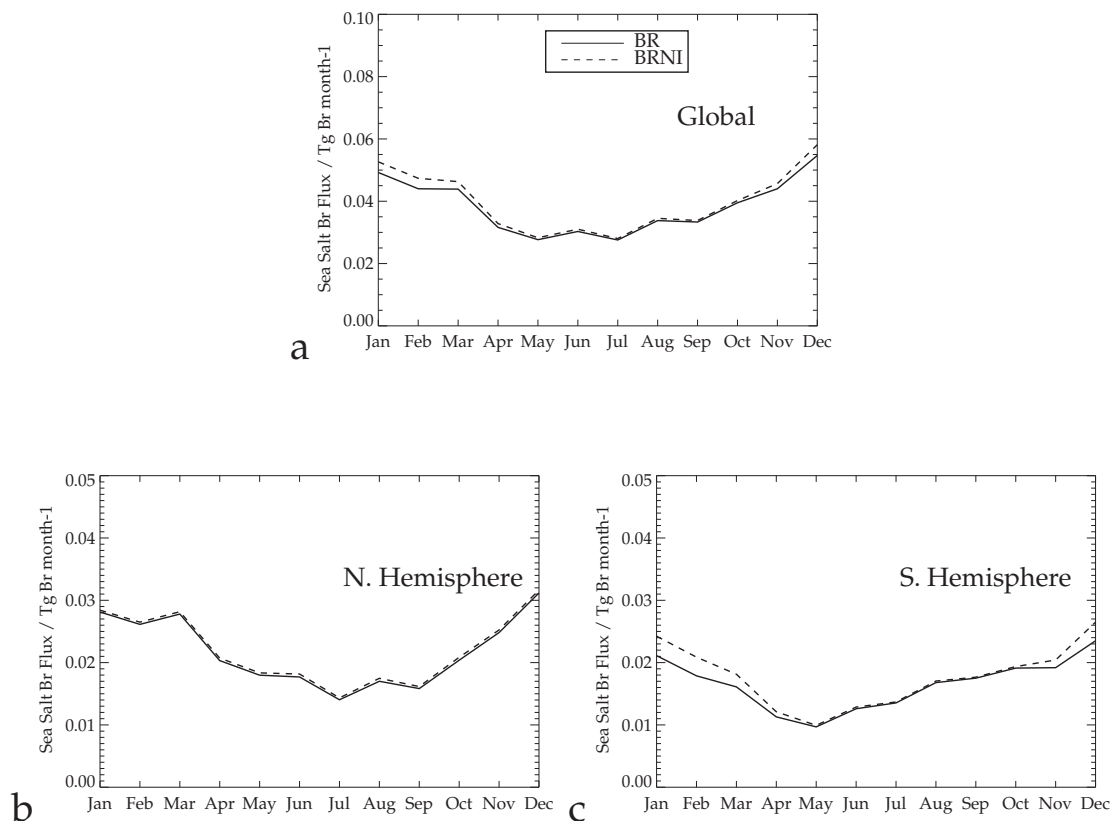 0.10
0.08
0.06
0.04
0.02
0.00
Sea Salt Br Flux / Tg Br month-1
BR
BRNI
Global
Jan Feb Mar Apr May Jun Jul Aug Sep Oct Nov Dec
a
0.05
0.04
0.03
0.02
0.01
0.00
Sea Salt Br Flux / Tg Br month-1
N. Hemisphere
Jan Feb Mar Apr May Jun Jul Aug Sep Oct Nov Dec
b
0.05
0.04
0.03
0.02
0.01
0.00
Sea Salt Br Flux / Tg Br month-1
S. Hemisphere
Jan Feb Mar Apr May Jun Jul Aug Sep Oct Nov Dec
c